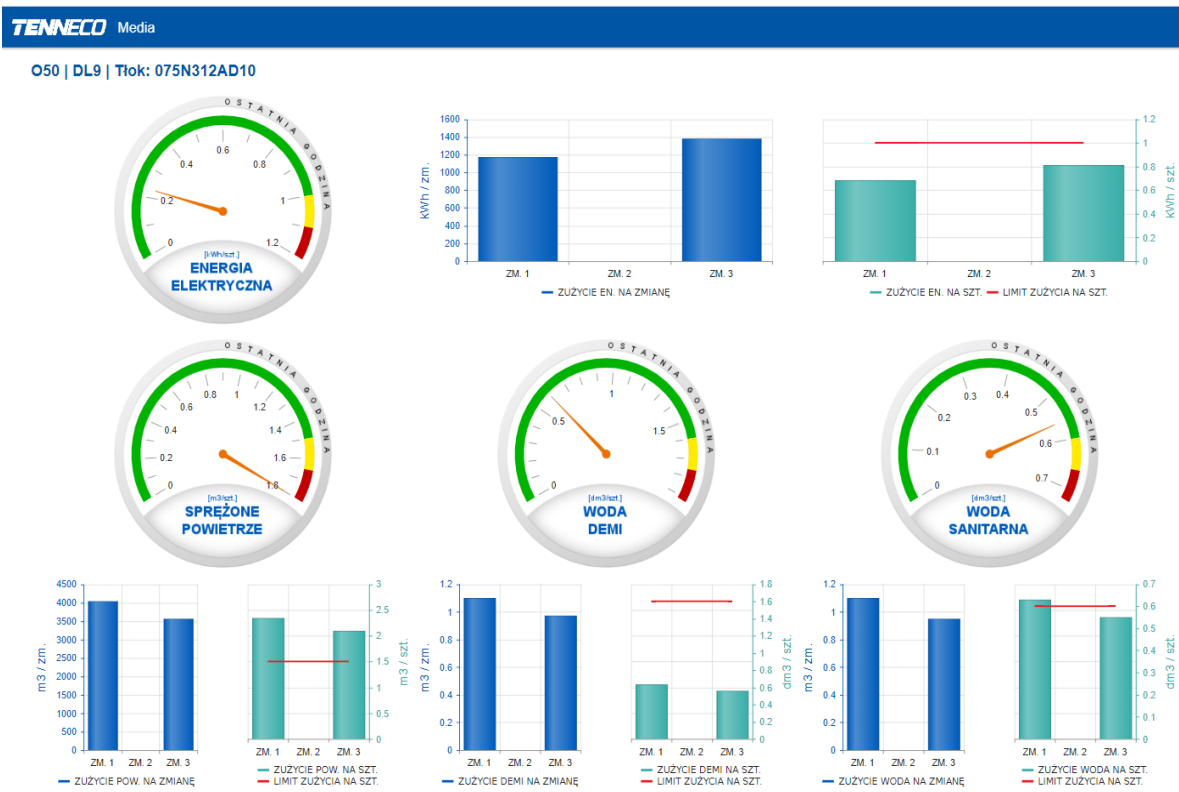 TENNECO Media
O50 | DL9 | Tłok: 075N312AD10
OSTATNIA GODZINA
0
0.2
0.4
0.6
0.8
1
1.2
[kWh/szt.]
ENERGIA
ELEKTRYCZNA
kWh / zm.
1600
1400
1200
1000
800
600
400
200
0
ZM. 1 ZM. 2 ZM. 3
ZUŻYCIE EN. NA ZMIANĘ
1.2
1
0.8
0.6
0.4
0.2
0
kWh / szt.
ZM. 1 ZM. 2 ZM. 3
ZUŻYCIE EN. NA SZT. LIMIT ZUŻYCIA NA SZT.
OSTATNIA GODZINA
0
0.2
0.4
0.6
0.8
1
1.2
1.4
1.6
1.8
[m3/szt.]
SPRĘŻONE
POWIETRZE
OSTATNIA GODZINA
0
0.5
1
1.5
[dm3/szt.]
WODA
DEMI
OSTATNIA GODZINA
0
0.1
0.2
0.3
0.4
0.5
0.6
0.7
[dm3/szt.]
WODA
SANITARNA
m3 / zm.
4500
4000
3500
3000
2500
2000
1500
1000
500
0
ZM. 1 ZM. 2 ZM. 3
ZUŻYCIE POW. NA ZMIANĘ
3
2.5
2
1.5
1
0.5
0
m3 / szt.
ZM. 1 ZM. 2 ZM. 3
ZUŻYCIE POW. NA SZT.
LIMIT ZUŻYCIA NA SZT.
m3 / zm.
1.2
1
0.8
0.6
0.4
0.2
0
ZM. 1 ZM. 2 ZM. 3
ZUŻYCIE DEMI NA ZMIANĘ
1.8
1.6
1.4
1.2
1
0.8
0.6
0.4
0.2
0
dm3 / szt.
ZM. 1 ZM. 2 ZM. 3
ZUŻYCIE DEMI NA SZT.
LIMIT ZUŻYCIA NA SZT.
m3 / zm.
1.2
1
0.8
0.6
0.4
0.2
0
ZM. 1 ZM. 2 ZM. 3
ZUŻYCIE WODA NA ZMIANĘ
0.7
0.6
0.5
0.4
0.3
0.2
0.1
0
dm3 / szt.
ZM. 1 ZM. 2 ZM. 3
ZUŻYCIE WODA NA SZT.
LIMIT ZUŻYCIA NA SZT.